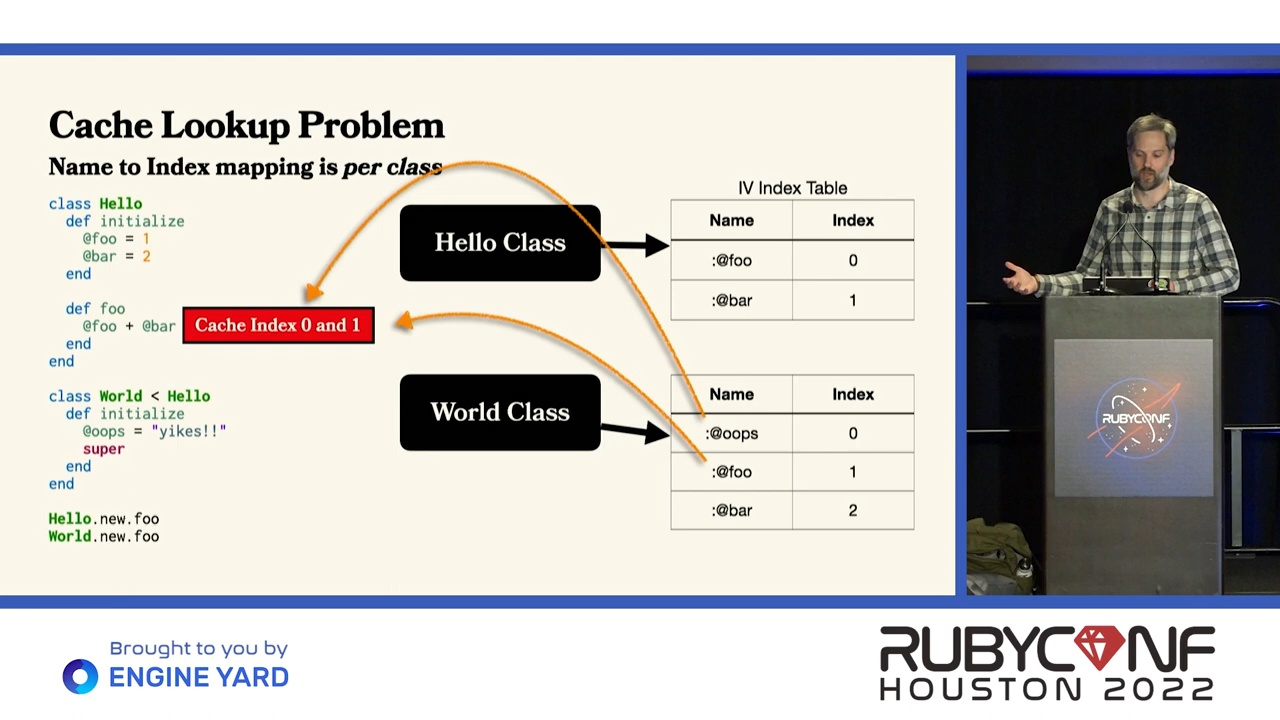 Cache Lookup Problem
Name to Index mapping is per class
class Hello
  def initialize
    @foo = 1
    @bar = 2
  end

  def foo
    @foo + @bar
  end
end

class World < Hello
  def initialize
    @oops = "yikes!!"
    super
  end
end

Hello.new.foo
World.new.foo
Cache Index 0 and 1
Hello Class
World Class
IV Index Table
Name Index
:@foo 0
:@bar 1
Name Index
:@oops 0
:@foo 1
:@bar 2
RUBYCONF
Brought to you by
ENGINE YARD
RUBYCONF
HOUSTON 2022